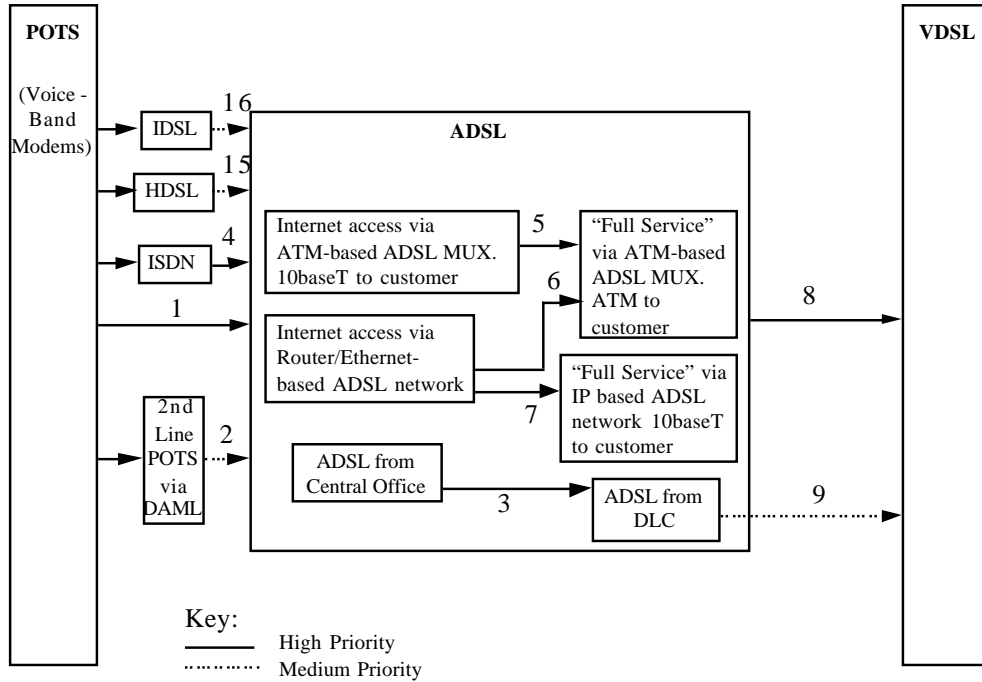 POTS
(Voice -
Band
Modems)
IDSL
16
HDSL
15
ISDN
4
1
2nd
Line
POTS
via
DAML
2
ADSL
Internet access via
ATM-based ADSL MUX.
10baseT to customer
5
"Full Service"
via ATM-based
ADSL MUX.
ATM to
customer
6
Internet access via
Router/Ethernet-
based ADSL network
7
"Full Service" via
IP based ADSL
network 10baseT
to customer
ADSL from
Central Office
3
ADSL from
DLC
8
9
VDSL
Key:
High Priority
Medium Priority